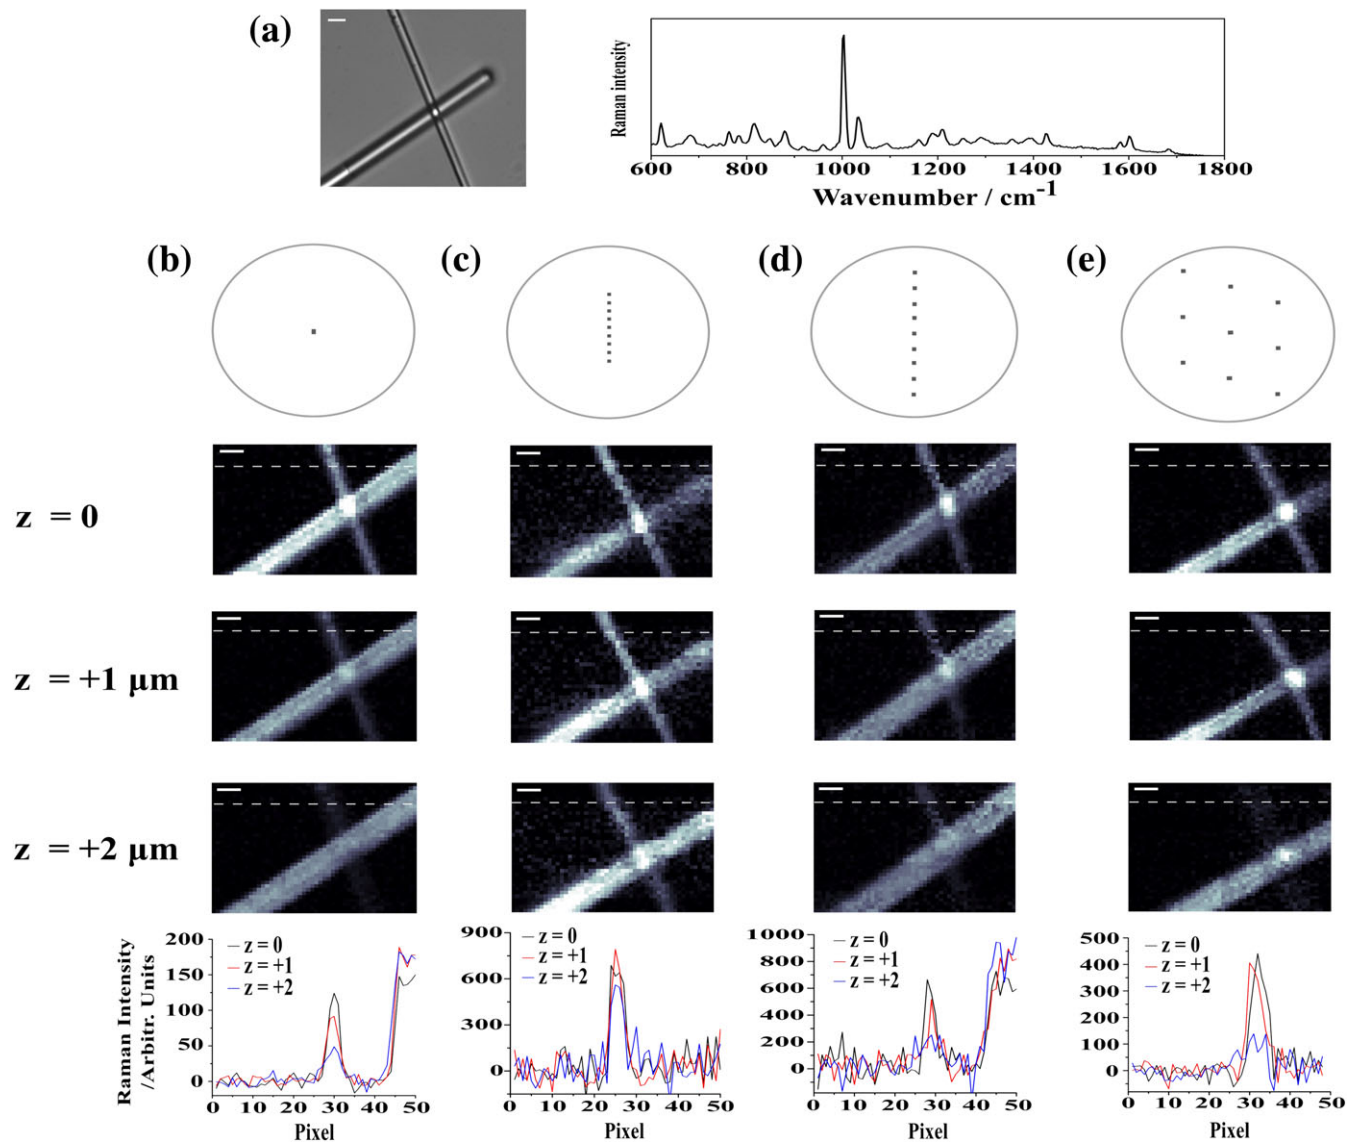 (a)
Raman intensity
600 800 1000 1200 1400 1600 1800
Wavenumber / cm-1
(b) (c) (d) (e)
z = 0
z = +1 μm
z = +2 μm
Raman Intensity
/Arbitr. Units
200
150
100
50
0
z = 0
z = +1
z = +2
0 10 20 30 40 50
Pixel
900
600
300
0
z = 0
z = +1
z = +2
0 10 20 30 40 50
Pixel
1000
800
600
400
200
0
z = 0
z = +1
z = +2
0 10 20 30 40 50
Pixel
500
400
300
200
100
0
z = 0
z = +1
z = +2
0 10 20 30 40 50
Pixel